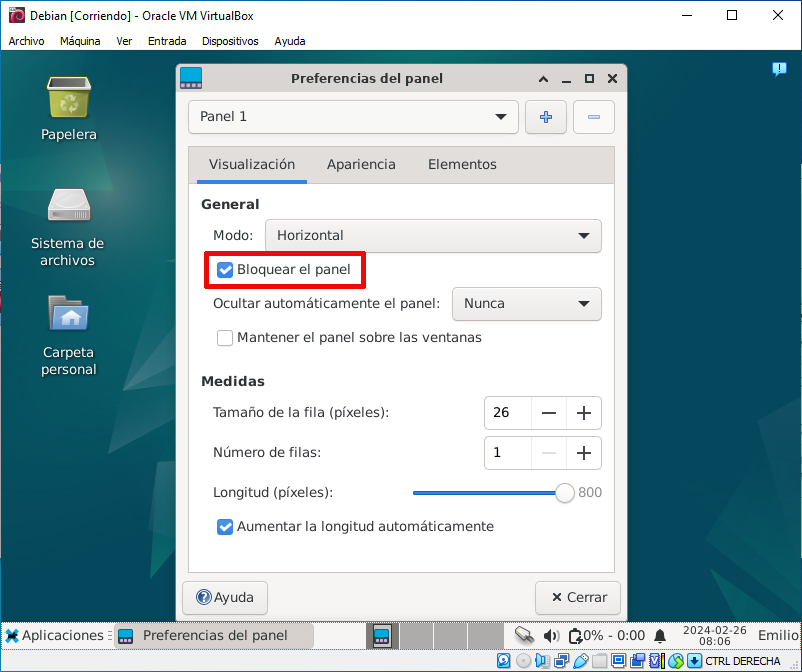 Debian [Corriendo] - Oracle VM VirtualBox
Archivo Máquina Ver Entrada Dispositivos Ayuda
Papelera
Sistema de
archivos
Carpeta
personal
Preferencias del panel
Panel 1
Visualización Apariencia Elementos
General
Modo: Horizontal
Bloquear el panel
Ocultar automáticamente el panel: Nunca
Mantener el panel sobre las ventanas
Medidas
Tamaño de la fila (píxeles): 26
Número de filas: 1
Longitud (píxeles): 800
Aumentar la longitud automáticamente
Ayuda Cerrar
Aplicaciones Preferencias del panel 0% - 0:00 2024-02-26 Emilio
08:06
CTRL DERECHA